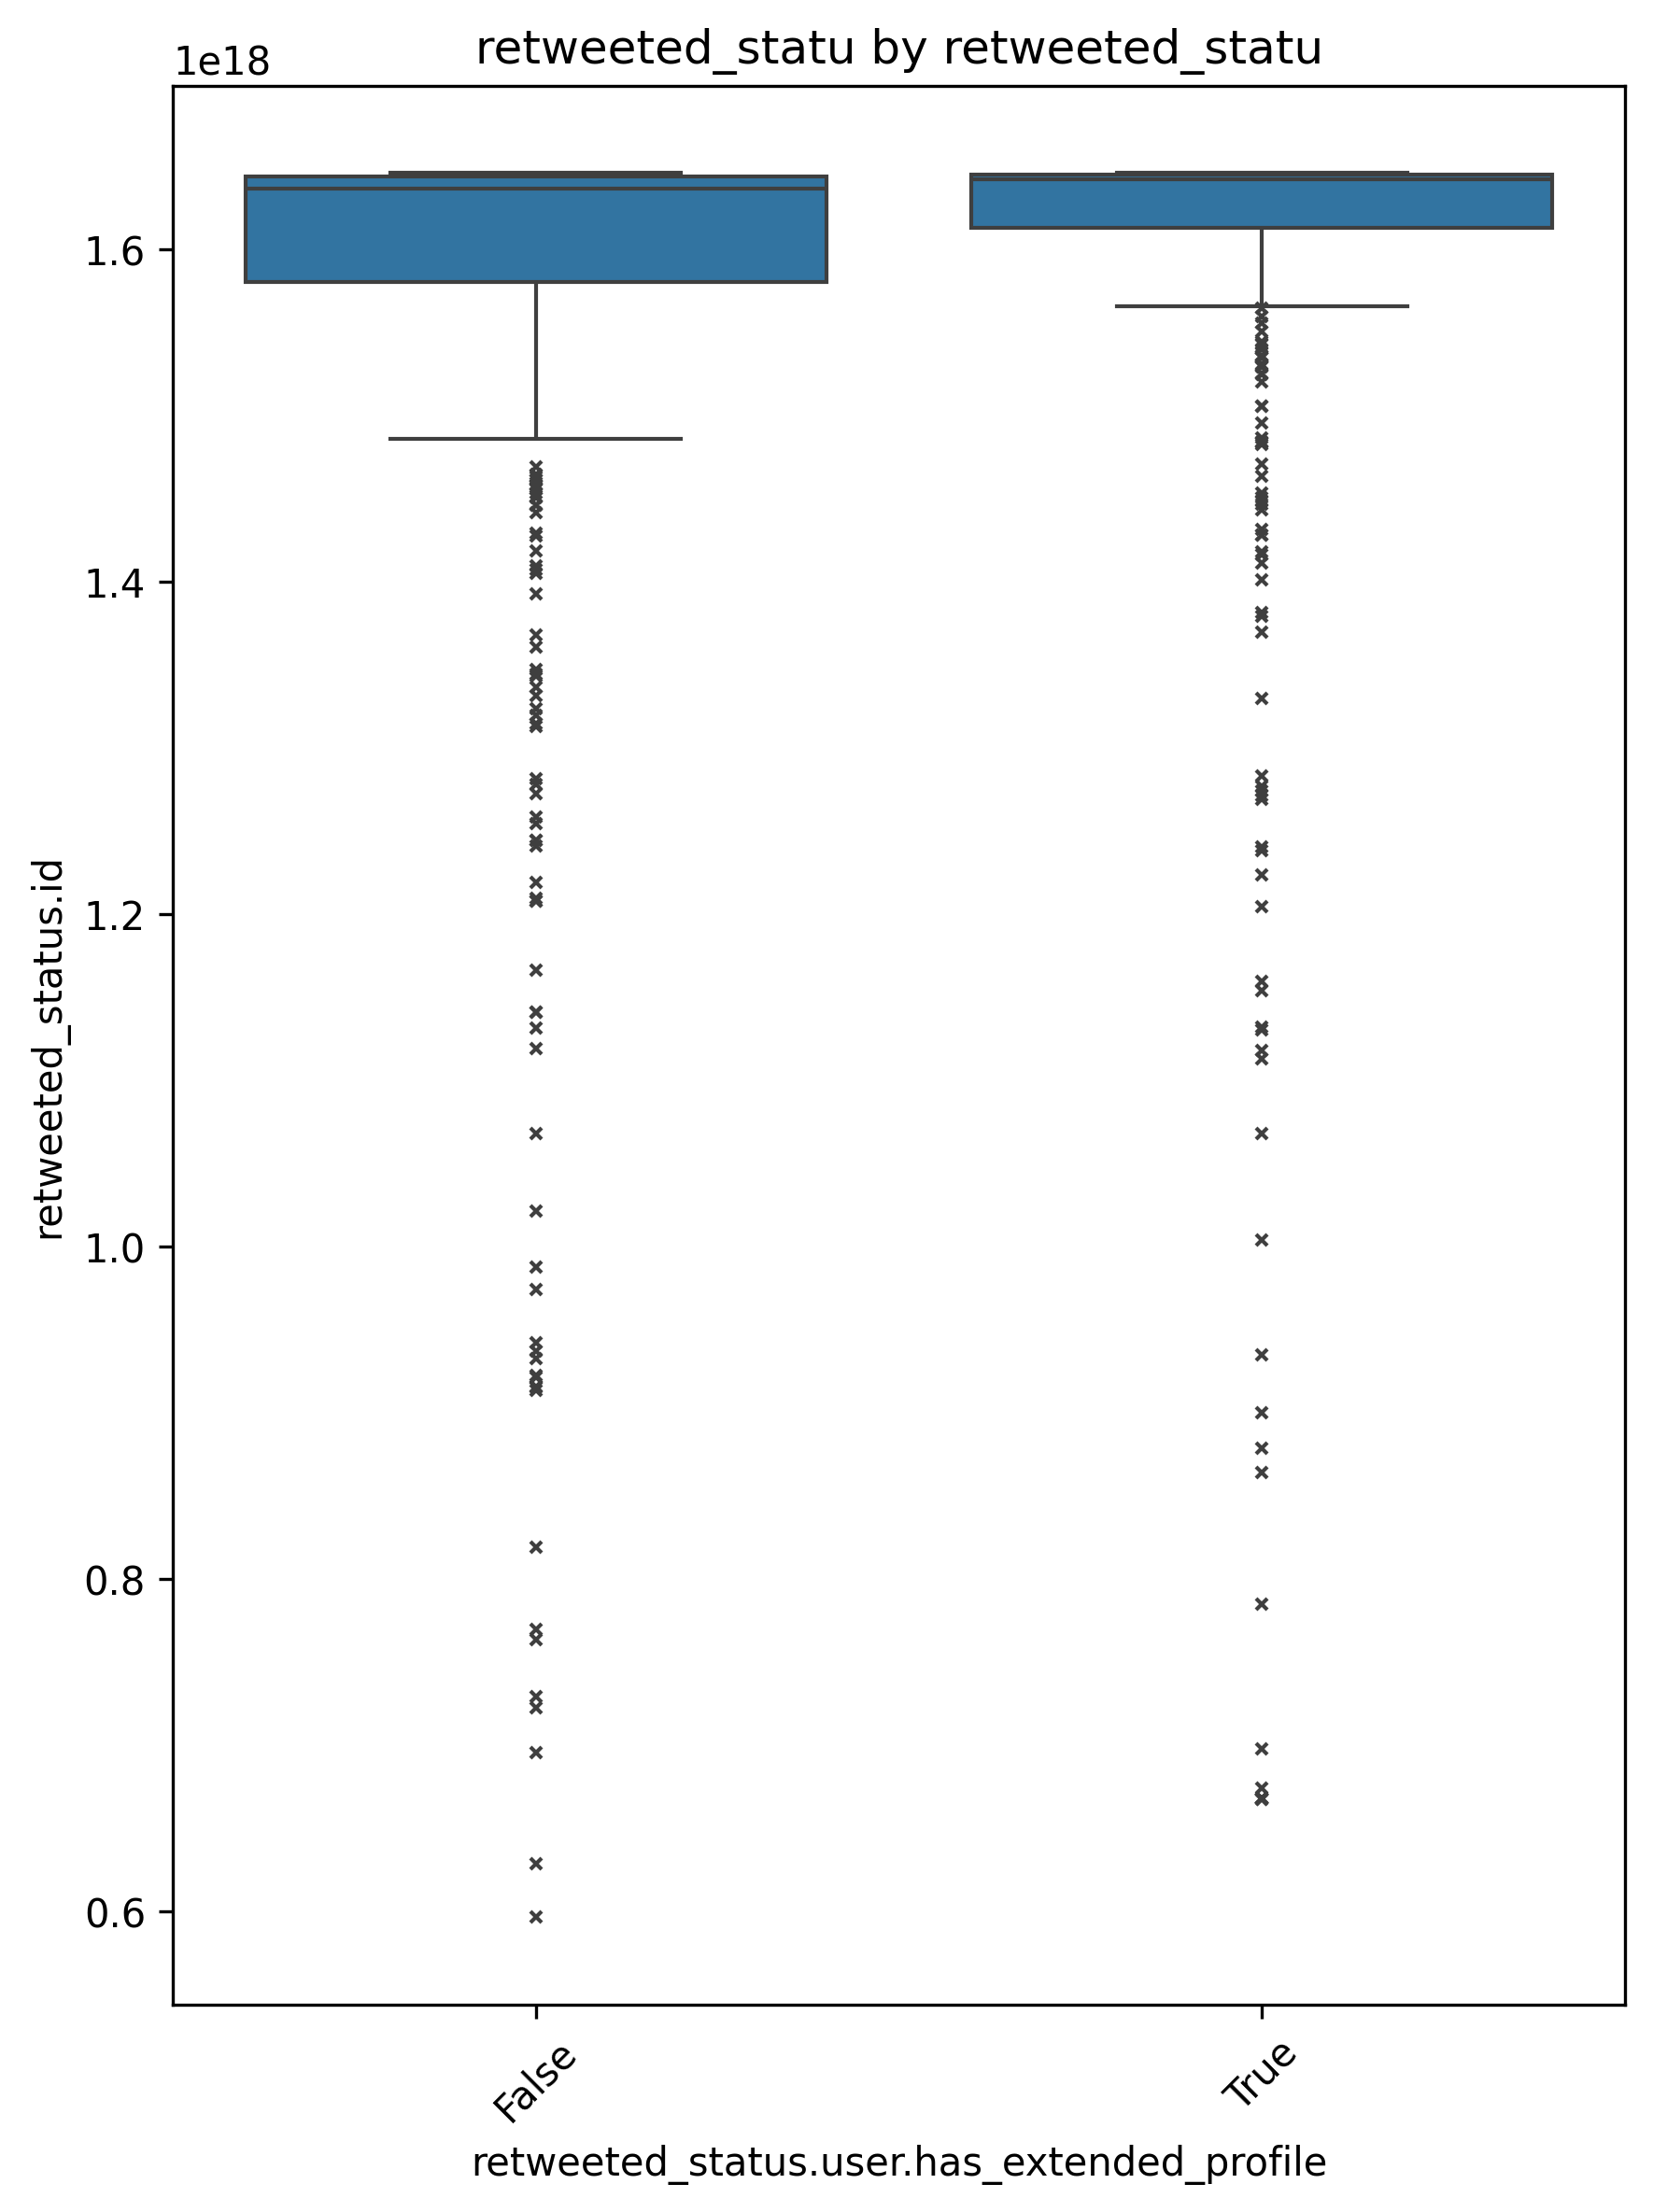 retweeted_statu by retweeted_statu
1e18
1.6
1.4
1.2
1.0
0.8
0.6
retweeted_status.id
False
True
retweeted_status.user.has_extended_profile